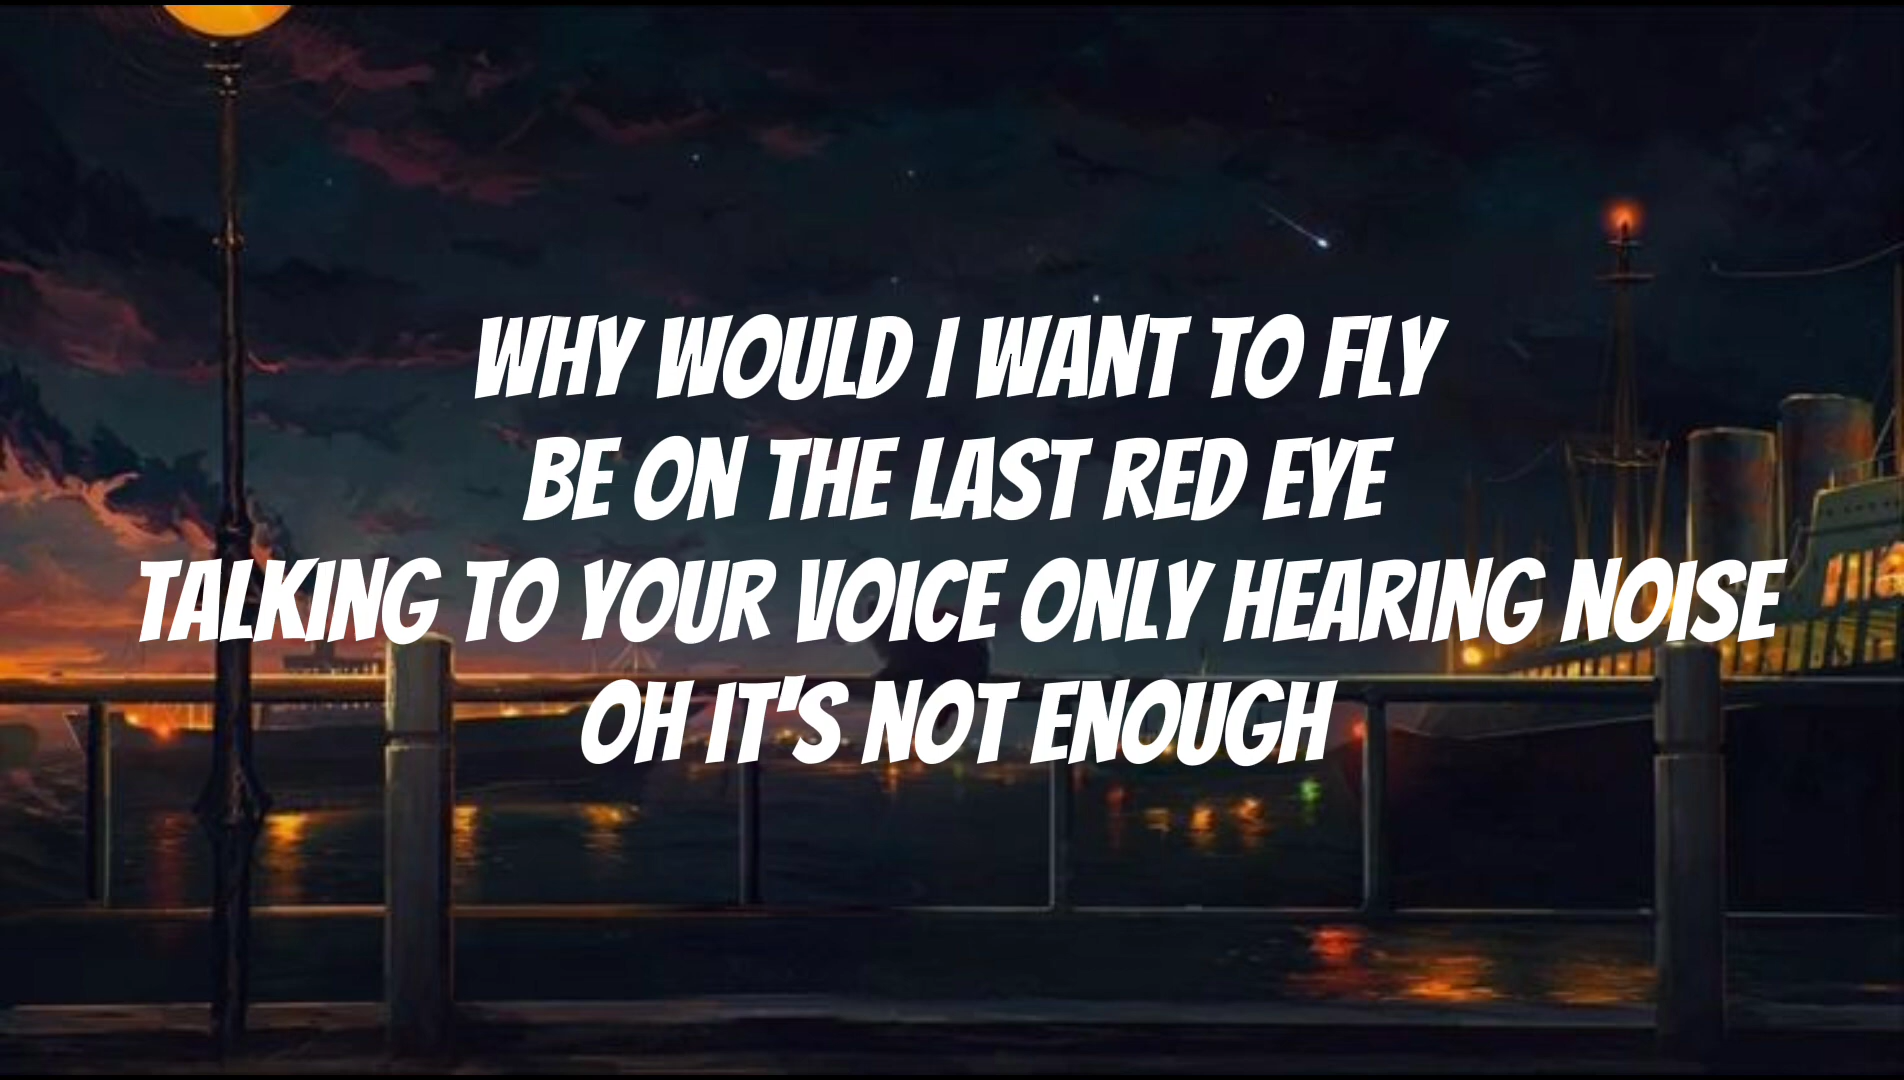 WHY WOULD I WANT TO FLY
BE ON THE LAST RED EYE
TALKING TO YOUR VOICE ONLY HEARING NOISE
OH IT'S NOT ENOUGH